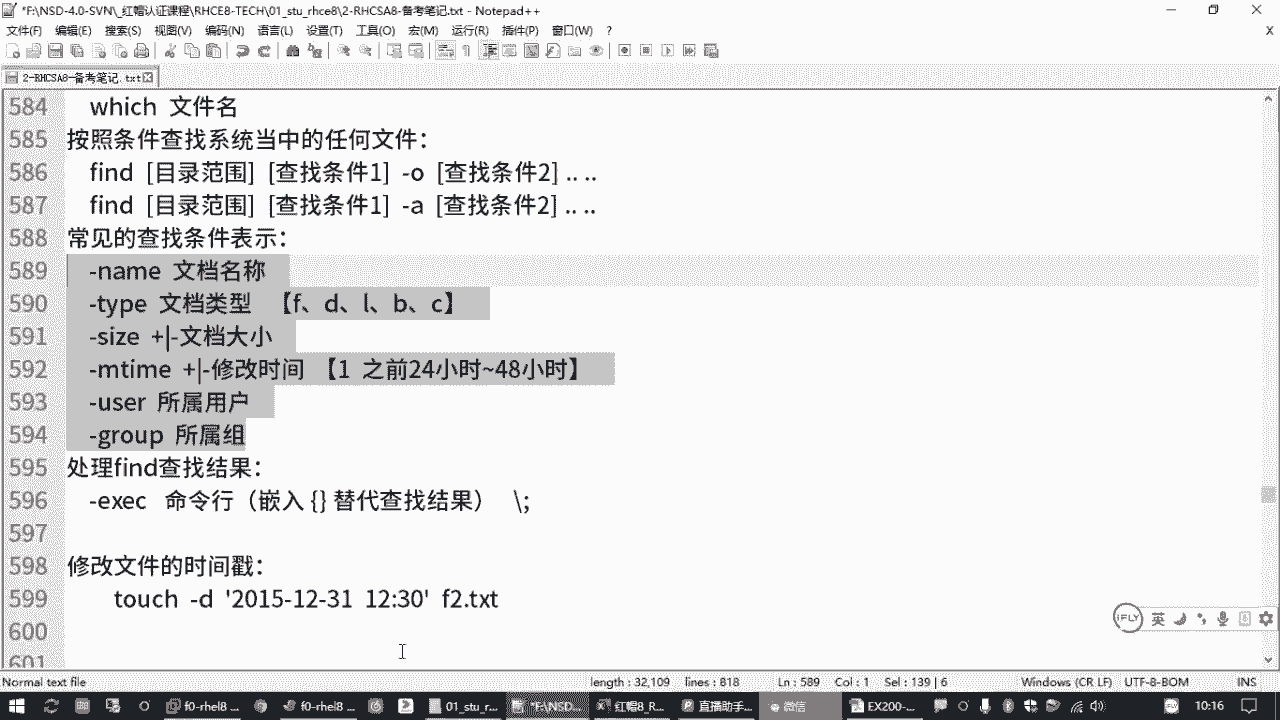 *F:\NSD-4.0-SVN\_红帽认证课程\RHCE8-TECH\01_stu_rhce8\2-RHCSA8-备考笔记.txt - Notepad++
文件(F) 编辑(E) 搜索(S) 视图(V) 编码(N) 语言(L) 设置(T) 工具(O) 宏(M) 运行(R) 插件(P) 窗口(W) ? X
2-RHCSA8-备考笔记.txt
584 which 文件名
585 按照条件查找系统当中的任何文件：
586 find [目录范围] [查找条件1] -o [查找条件2] .. ..
587 find [目录范围] [查找条件1] -a [查找条件2] .. ..
588 常见的查找条件表示：
589 -name 文档名称
590 -type 文档类型 【f、d、l、b、c】
591 -size +|-文档大小
592 -mtime +|-修改时间 【1 之前24小时~48小时】
593 -user 所属用户
594 -group 所属组
595 处理find查找结果：
596 -exec 命令行（嵌入 {} 替代查找结果） \;
597
598 修改文件的时间戳：
599 touch -d '2015-12-31 12:30' f2.txt
600
601
iFLY 英
Normal text file length : 32,109 lines : 818 Ln : 589 Col : 1 Sel : 139 | 6 Windows (CR LF) UTF-8-BOM INS
f0-rhel8 ... f0-rhel8 ... 01_stu_r... *F:\NSD... 红帽8_R... 直播助手... 微信 EX200-... 10:16